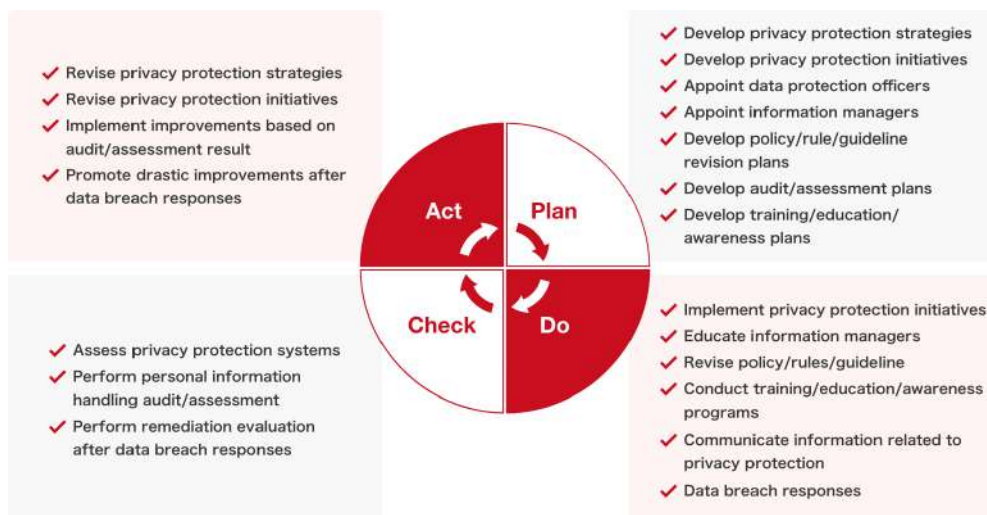 Revise privacy protection strategies
Revise privacy protection initiatives
Implement improvements based on
audit/assessment result
Promote drastic improvements after
data breach responses
Develop privacy protection strategies
Develop privacy protection initiatives
Appoint data protection officers
Appoint information managers
Develop policy/rule/guideline
revision plans
Develop audit/assessment plans
Develop training/education/
awareness plans
Act
Plan
Check
Do
Assess privacy protection systems
Perform personal information
handling audit/assessment
Perform remediation evaluation
after data breach responses
Implement privacy protection initiatives
Educate information managers
Revise policy/rules/guideline
Conduct training/education/awareness
programs
Communicate information related to
privacy protection
Data breach responses